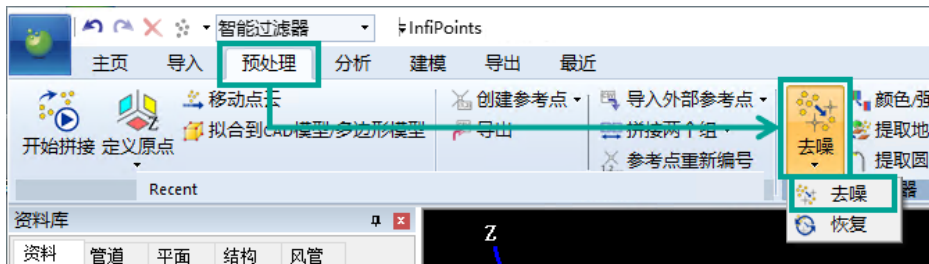 智能过滤器 InfiPoints
主页 导入 预处理 分析 建模 导出 最近
移动点云 创建参考点 导入外部参考点
开始拼接 定义原点 拟合到CAD模型/多边形模型 导出 拼接两个组 去噪 提取地
参考点重新编号 提取圆
Recent 器
去噪
恢复
资料库
Z
资料 管道 平面 结构 风管